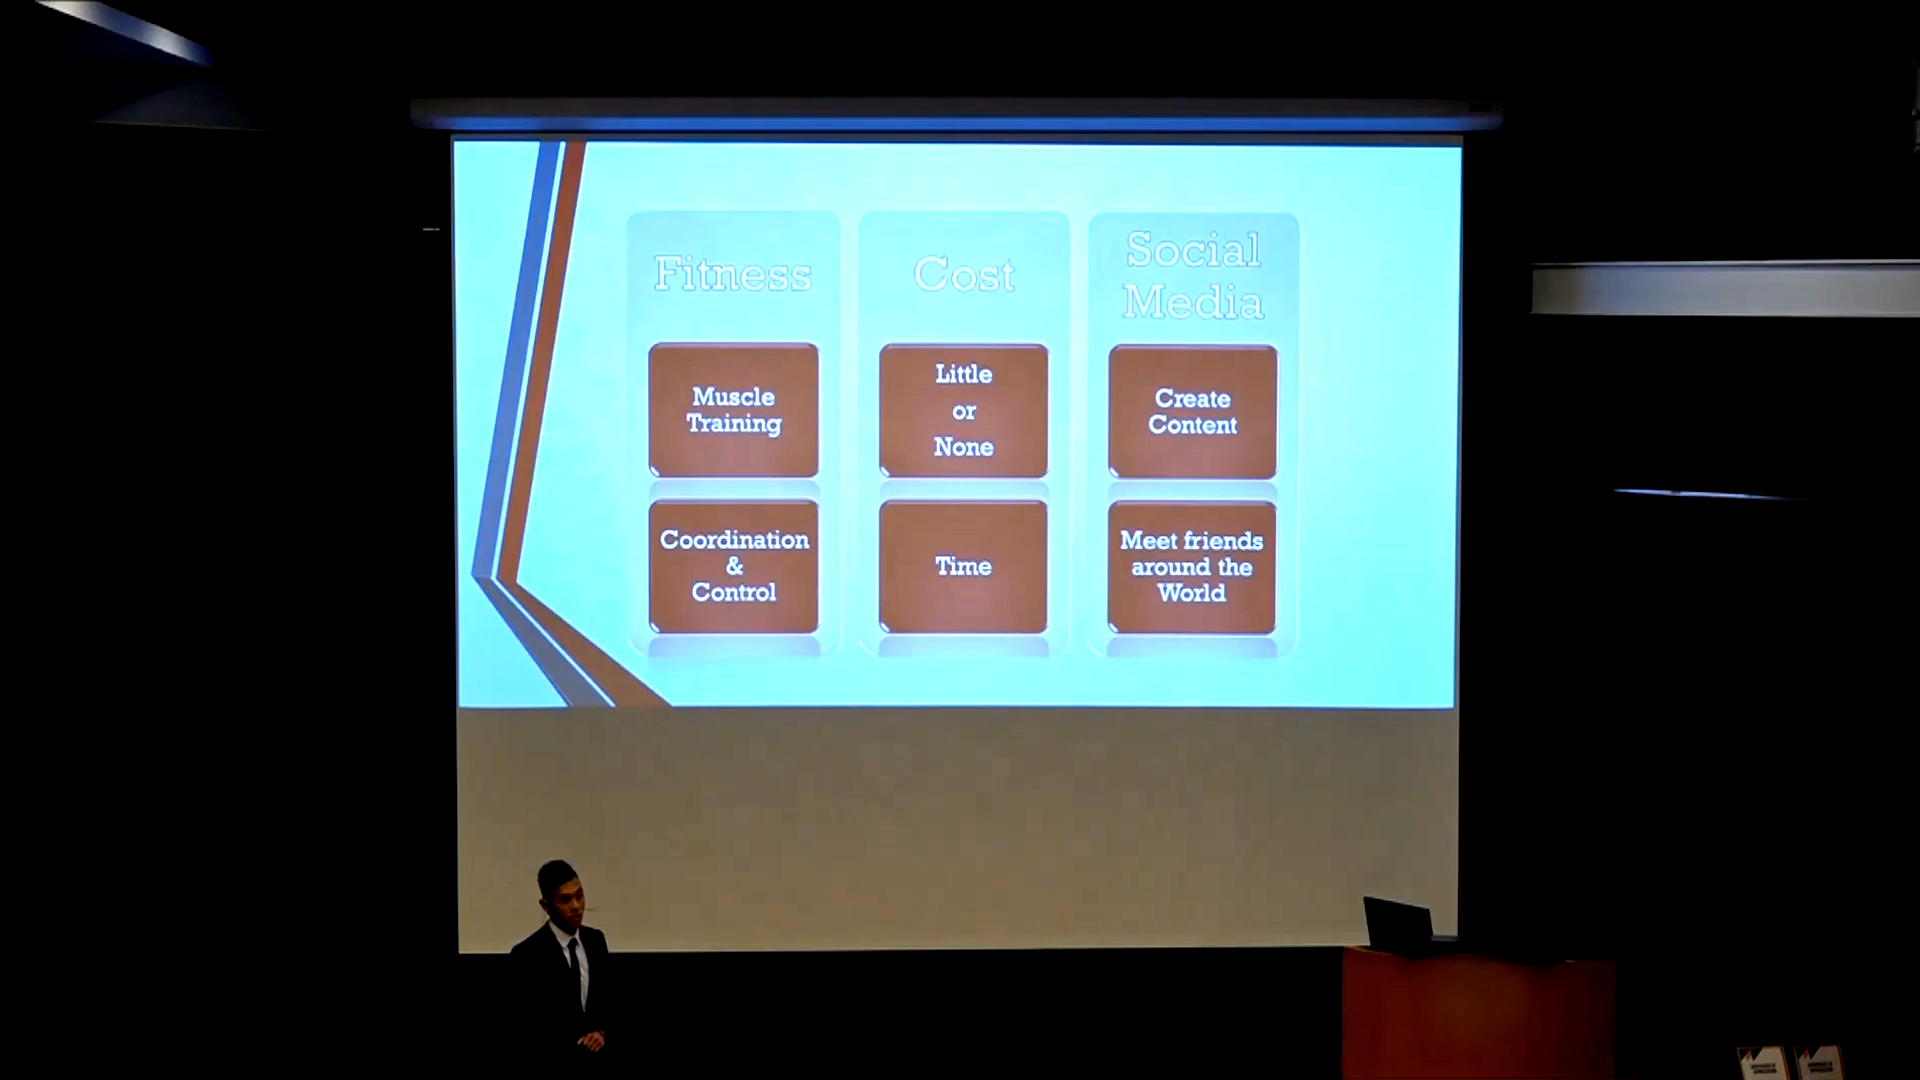 Fitness
Muscle
Training
Coordination
&
Control
Cost
Little
or
None
Time
Social
Media
Create
Content
Meet friends
around the
World